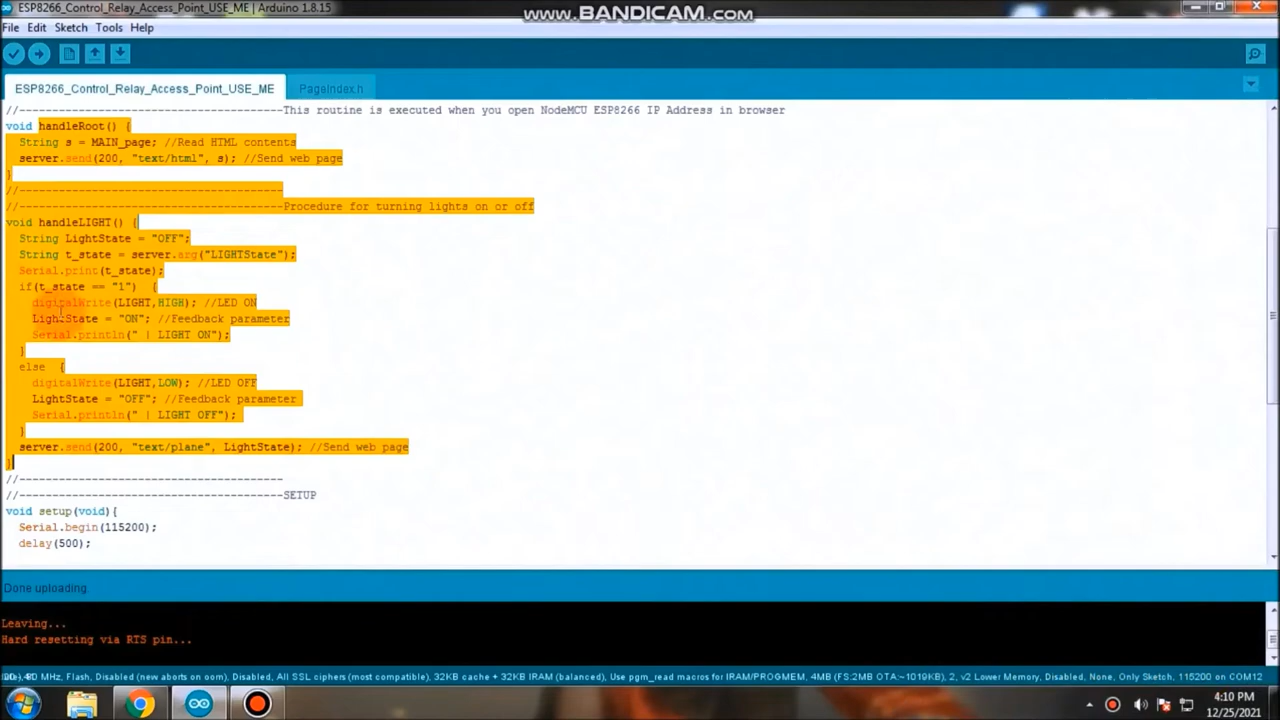 ESP8266_Control_Relay_Access_Point_USE_ME | Arduino 1.8.15
www.BANDICAM.com
File Edit Sketch Tools Help
ESP8266_Control_Relay_Access_Point_USE_ME
PageIndex.h
//----------------------------------------This routine is executed when you open NodeMCU ESP8266 IP Address in browser
void handleRoot() {
String s = MAIN_page; //Read HTML contents
server.send(200, "text/html", s); //Send web page
}
//----------------------------------------
//----------------------------------------Procedure for turning lights on or off
void handleLIGHT() {
String LightState = "OFF";
String t_state = server.arg("LIGHTState");
Serial.print(t_state);
if(t_state == "1")  {
digitalWrite(LIGHT,HIGH); //LED ON
LightState = "ON"; //Feedback parameter
Serial.println(" | LIGHT ON");
}
else  {
digitalWrite(LIGHT,LOW); //LED OFF
LightState = "OFF"; //Feedback parameter
Serial.println(" | LIGHT OFF");
}
server.send(200, "text/plane", LightState); //Send web page
}
//----------------------------------------
//----------------------------------------SETUP
void setup(void){
Serial.begin(115200);
delay(500);
Done uploading.
Leaving...
Hard resetting via RTS pin...
MHz, Flash, Disabled (new aborts on oom), Disabled, All SSL ciphers (most compatible), 32KB cache + 32KB IRAM (balanced), Use pgm_read macros for IRAM/PROGMEM, 4MB (FS:2MB OTA:~1019KB), 2, v2 Lower Memory, Disabled, None, Only Sketch, 115200 on COM12
4:10 PM
12/25/2021